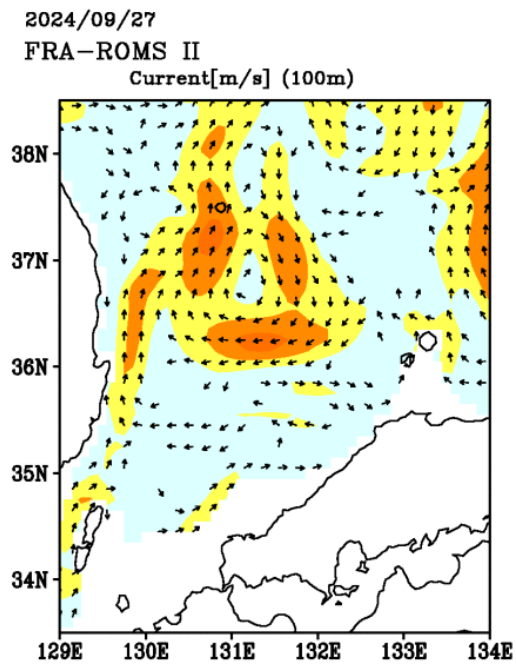 2024/09/27
FRA-ROMS II
Current[m/s] (100m)
38N
37N
36N
35N
34N
129E 130E 131E 132E 133E 134E